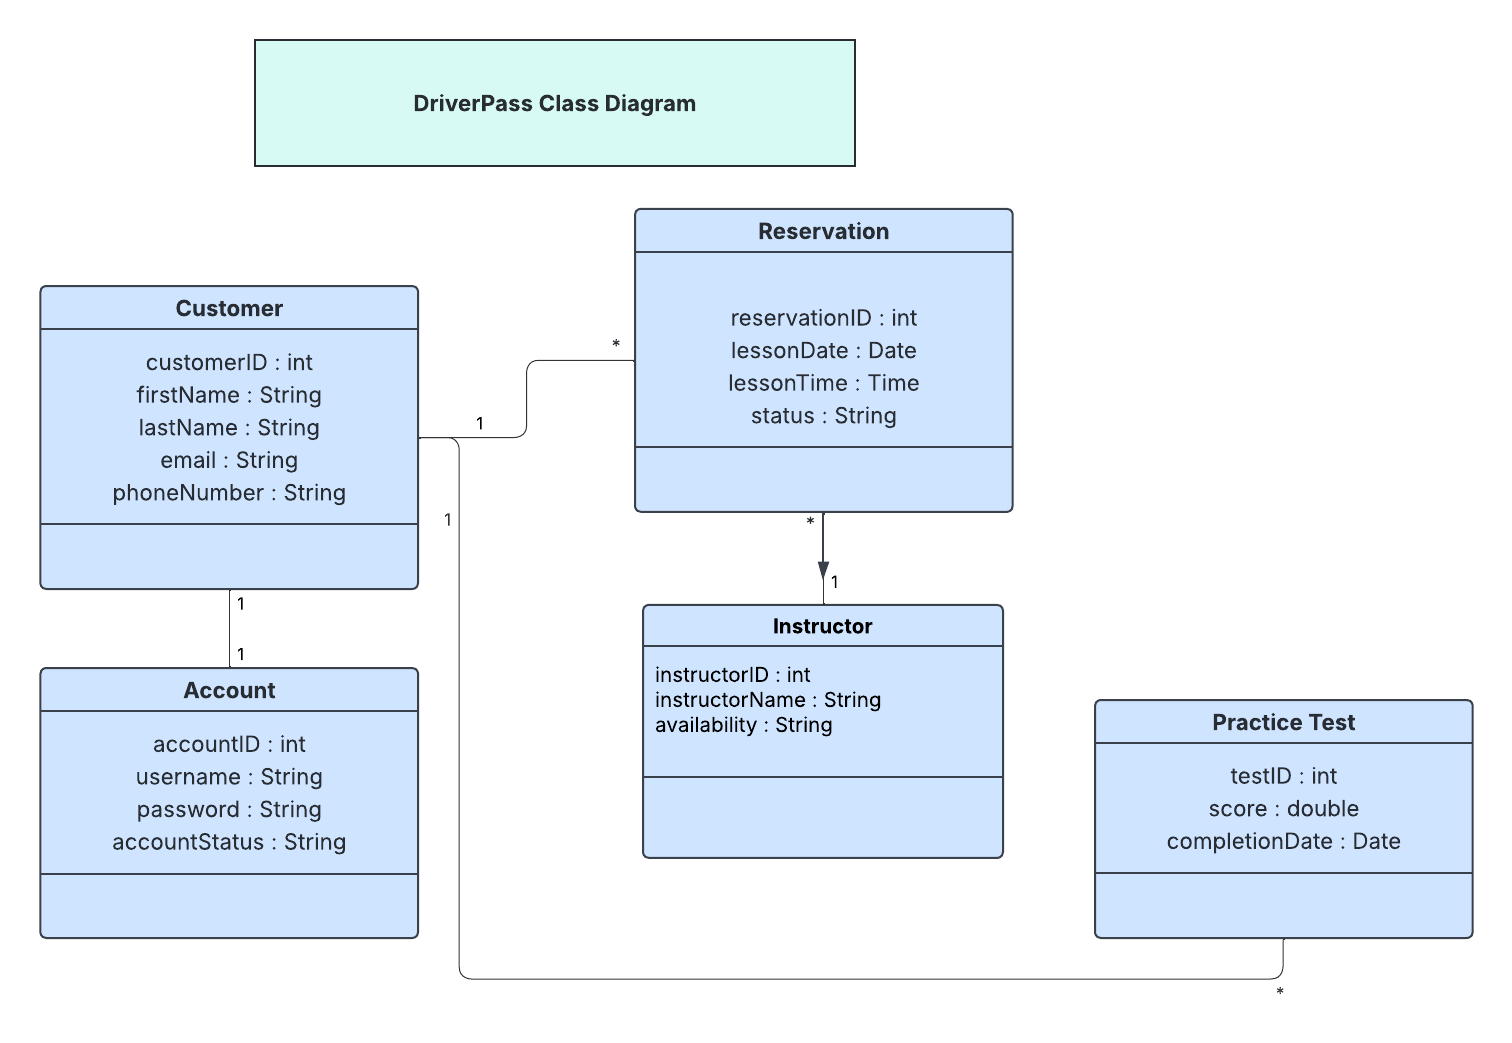 DriverPass Class Diagram
Reservation
reservationID : int
lessonDate : Date
lessonTime : Time
status : String
Customer
customerID : int
firstName : String
lastName : String
email : String
phoneNumber : String
*
1
1
*
1
1
1
Instructor
instructorID : int
instructorName : String
availability : String
Account
accountID : int
username : String
password : String
accountStatus : String
Practice Test
testID : int
score : double
completionDate : Date
*